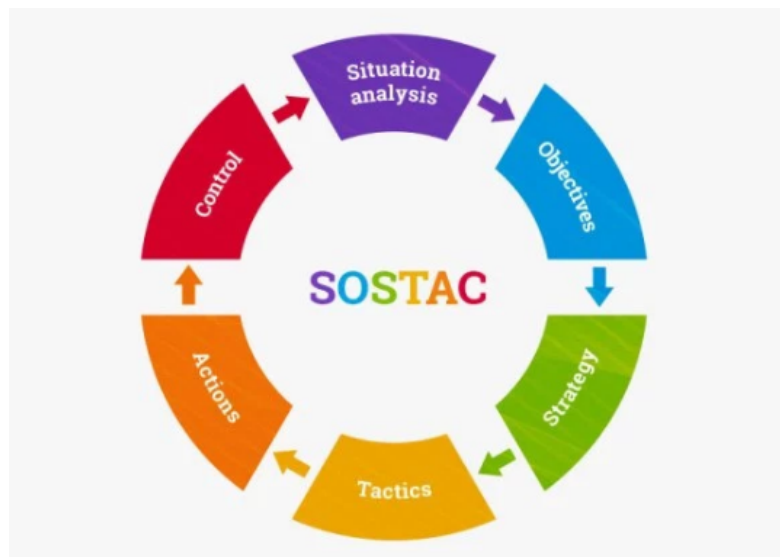 Situation
analysis
Objectives
Strategy
Tactics
Actions
Control
SOSTAC